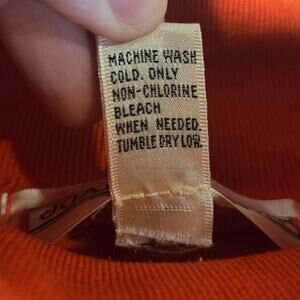 MACHINE WASH
COLD. ONLY
NON-CHLORINE
BLEACH
WHEN NEEDED.
TUMBLE DRY LOW.